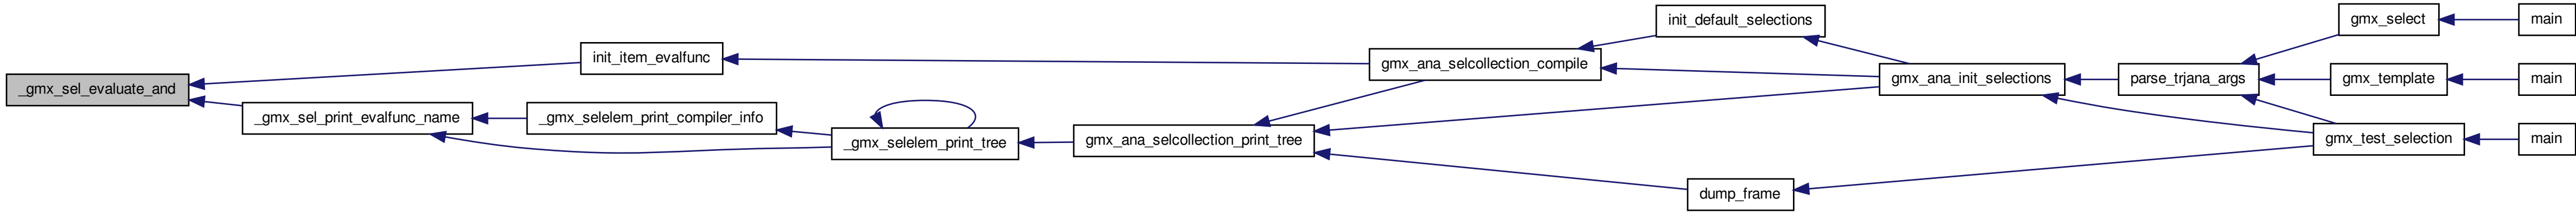 _gmx_sel_evaluate_and
init_item_evalfunc
_gmx_sel_print_evalfunc_name
_gmx_selelem_print_compiler_info
_gmx_selelem_print_tree
gmx_ana_selcollection_compile
gmx_ana_selcollection_print_tree
init_default_selections
dump_frame
gmx_ana_init_selections
parse_trjana_args
gmx_select
gmx_template
gmx_test_selection
main
main
main